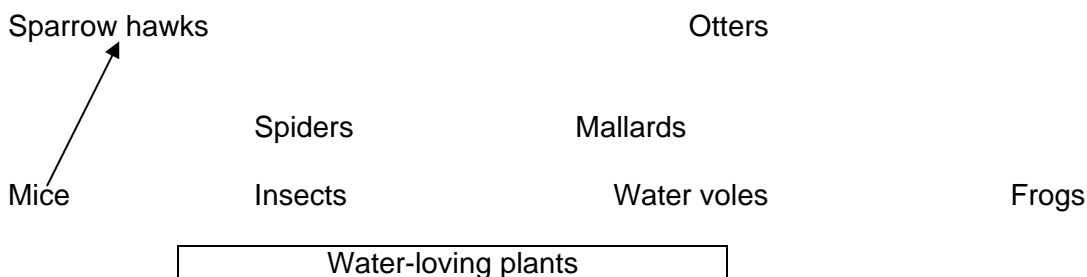 Sparrow hawks Otters
Spiders Mallards
Mice Insects Water voles Frogs
Water-loving plants